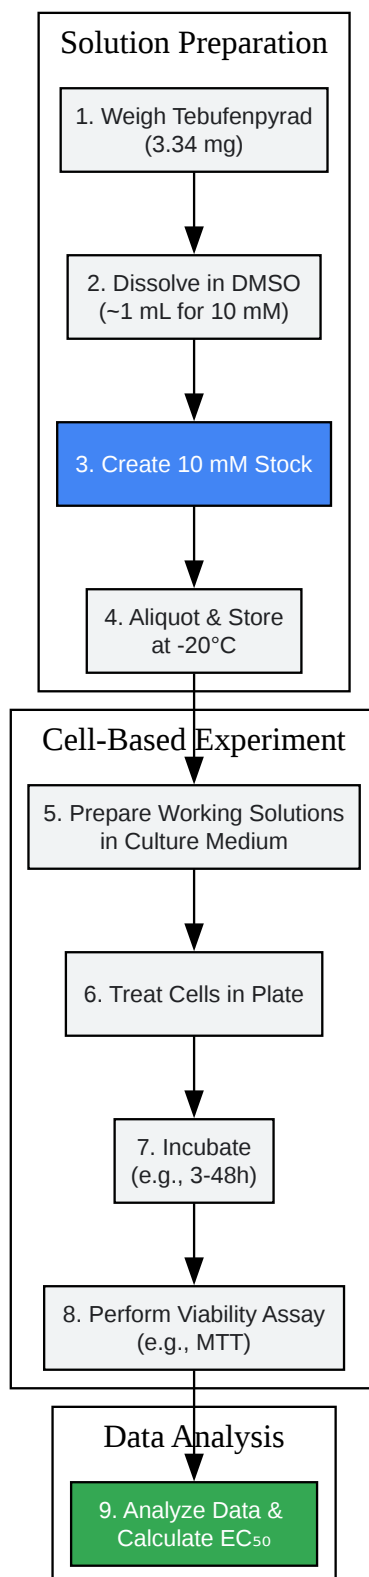 Solution Preparation
1. Weigh Tebufenpyrad
(3.34 mg)
2. Dissolve in DMSO
(~1 mL for 10 mM)
3. Create 10 mM Stock
4. Aliquot & Store
at -20°C
Cell-Based Experiment
5. Prepare Working Solutions
in Culture Medium
6. Treat Cells in Plate
7. Incubate
(e.g., 3-48h)
8. Perform Viability Assay
(e.g., MTT)
Data Analysis
9. Analyze Data &
Calculate EC₅₀